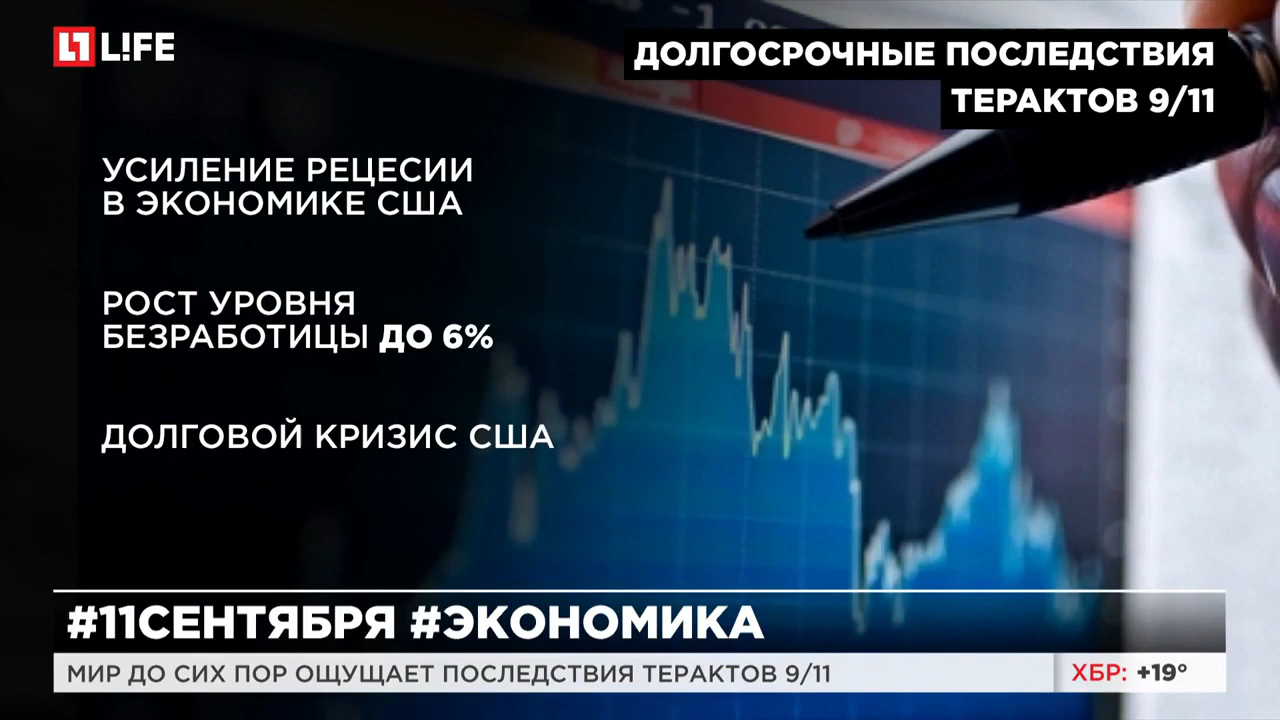 L!FE
ДОЛГОСРОЧНЫЕ ПОСЛЕДСТВИЯ
ТЕРАКТОВ 9/11
УСИЛЕНИЕ РЕЦЕСИИ
В ЭКОНОМИКЕ США
РОСТ УРОВНЯ
БЕЗРАБОТИЦЫ ДО 6%
ДОЛГОВОЙ КРИЗИС США
#11СЕНТЯБРЯ #ЭКОНОМИКА
МИР ДО СИХ ПОР ОЩУЩАЕТ ПОСЛЕДСТВИЯ ТЕРАКТОВ 9/11
ХБР: +19°